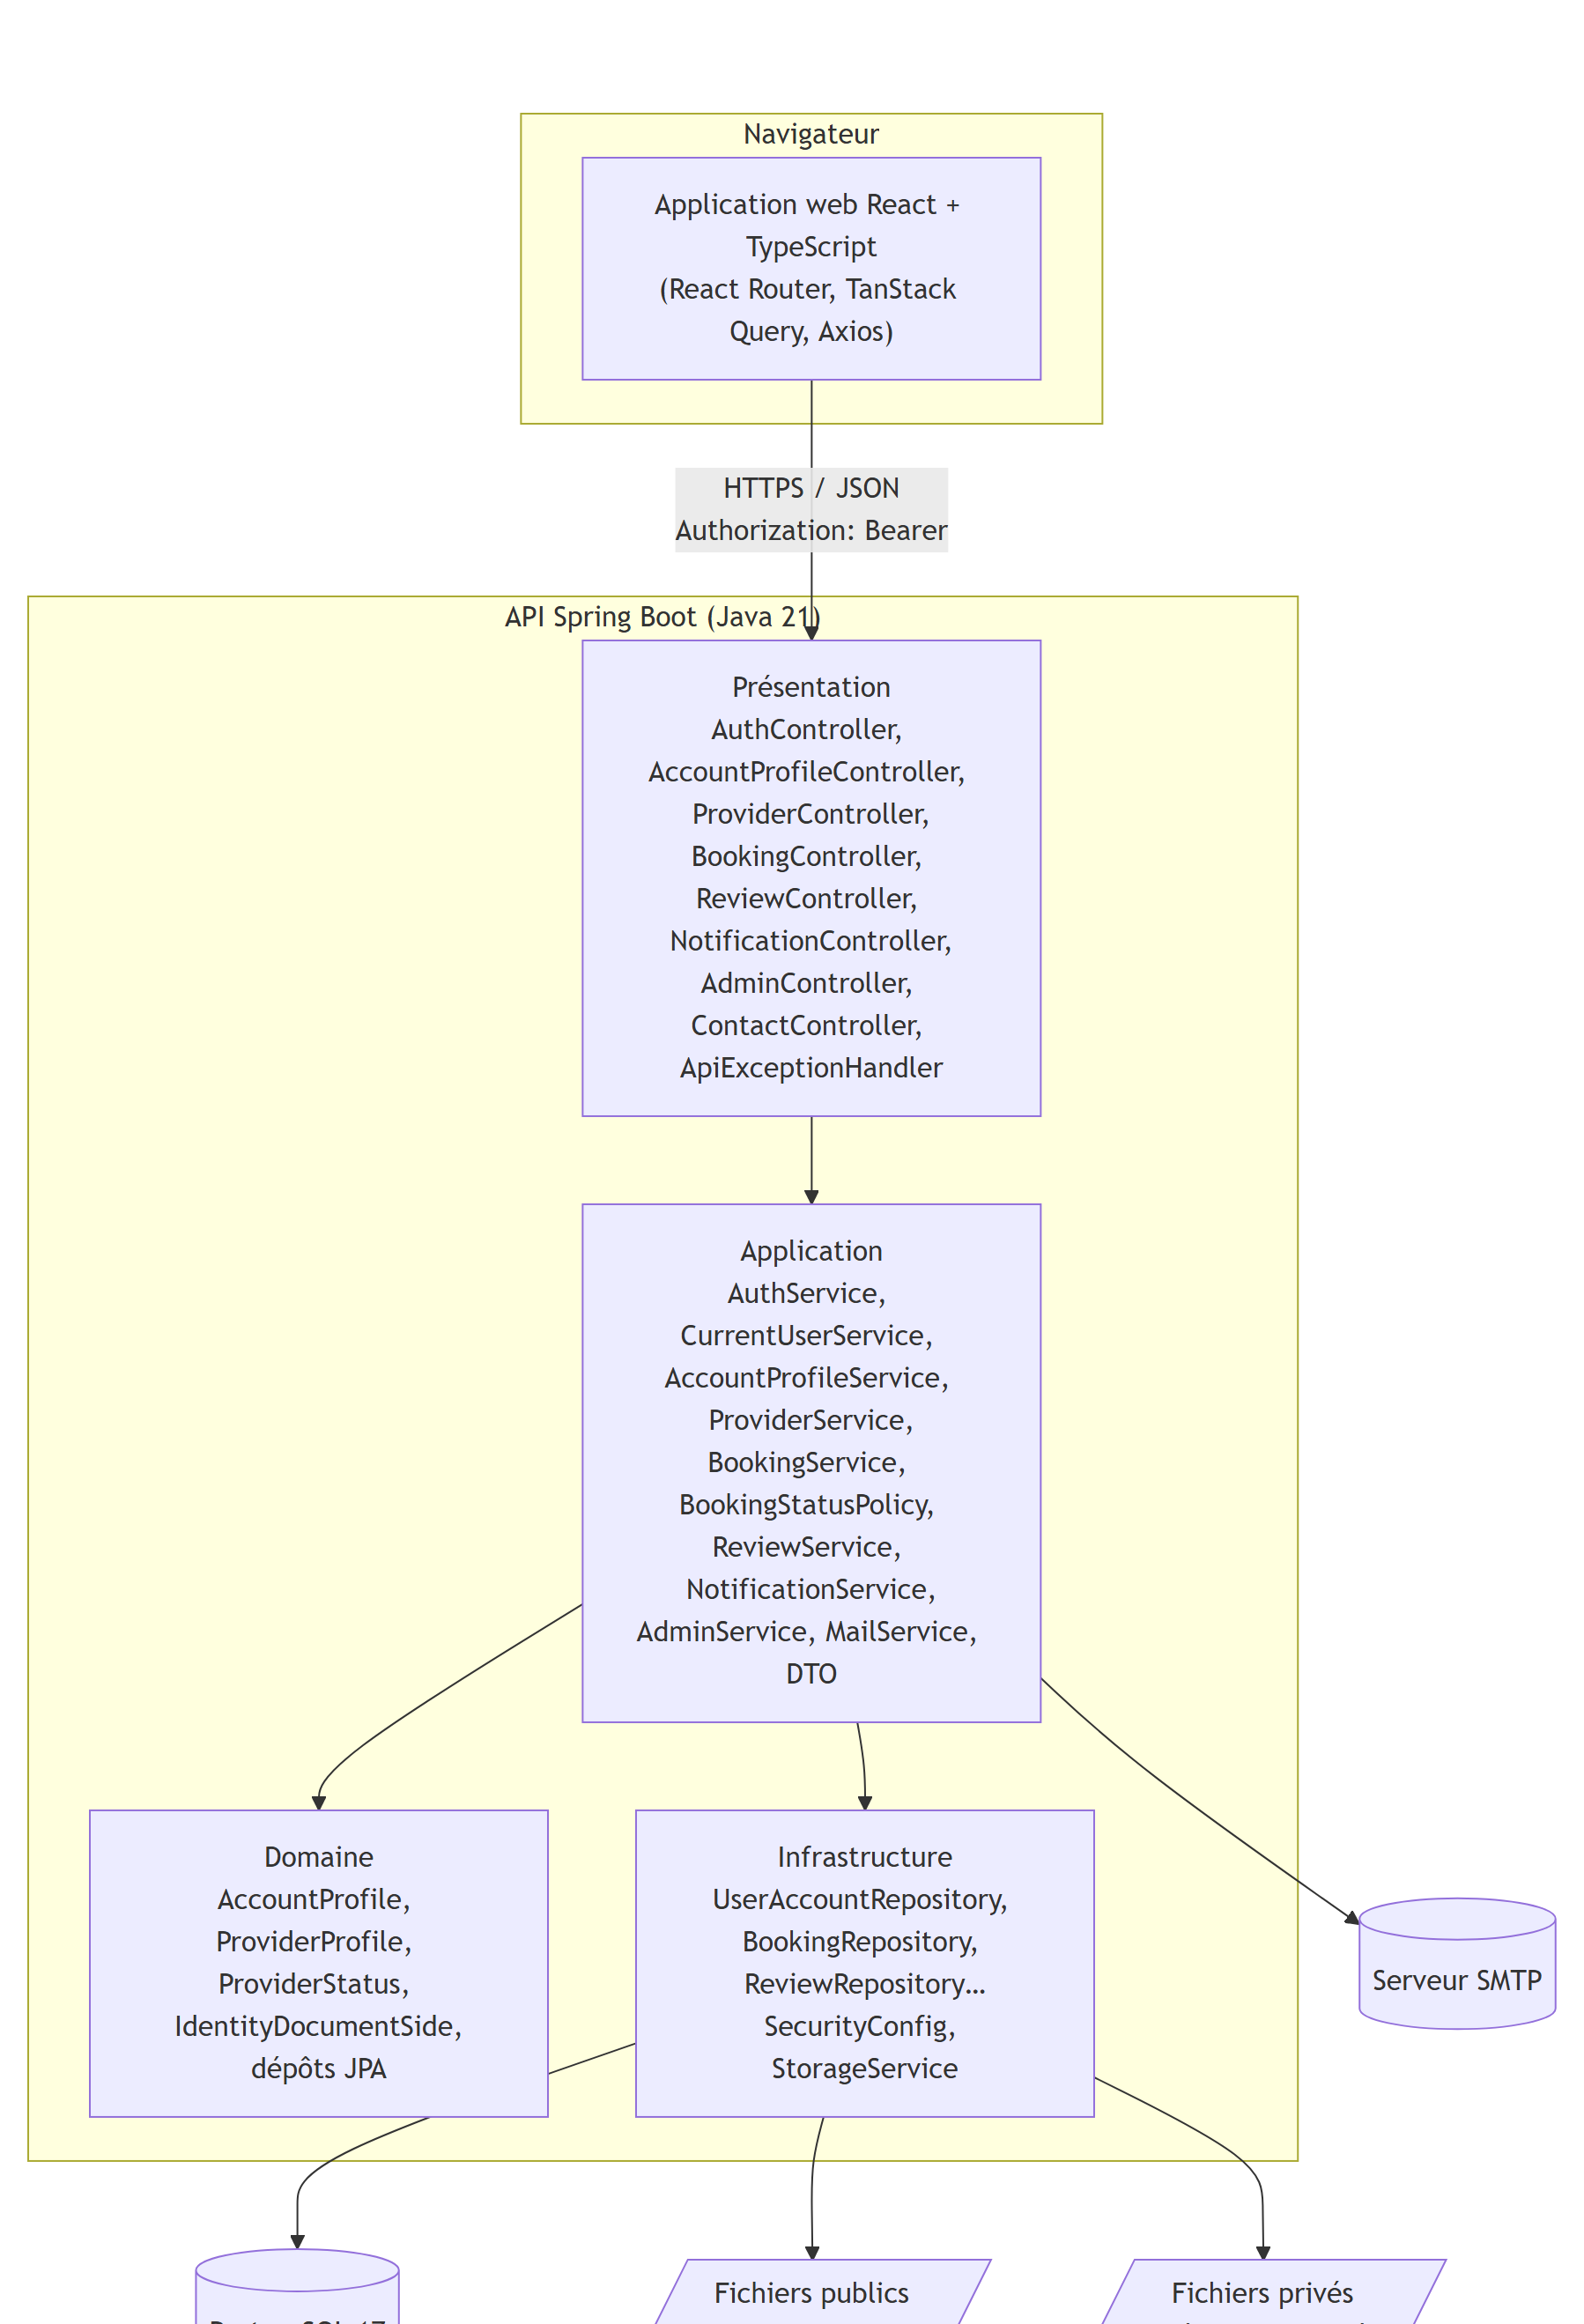 Navigateur
Application web React +
TypeScript
(React Router, TanStack
Query, Axios)
HTTPS / JSON
Authorization: Bearer
API Spring Boot (Java 21)
Présentation
AuthController,
AccountProfileController,
ProviderController,
BookingController,
ReviewController,
NotificationController,
AdminController,
ContactController,
ApiExceptionHandler
Application
AuthService,
CurrentUserService,
AccountProfileService,
ProviderService,
BookingService,
BookingStatusPolicy,
ReviewService,
NotificationService,
AdminService, MailService,
DTO
Domaine
AccountProfile,
ProviderProfile,
ProviderStatus,
IdentityDocumentSide,
dépôts JPA
Infrastructure
UserAccountRepository,
BookingRepository,
ReviewRepository...
SecurityConfig,
StorageService
Serveur SMTP
Fichiers publics
Fichiers privés